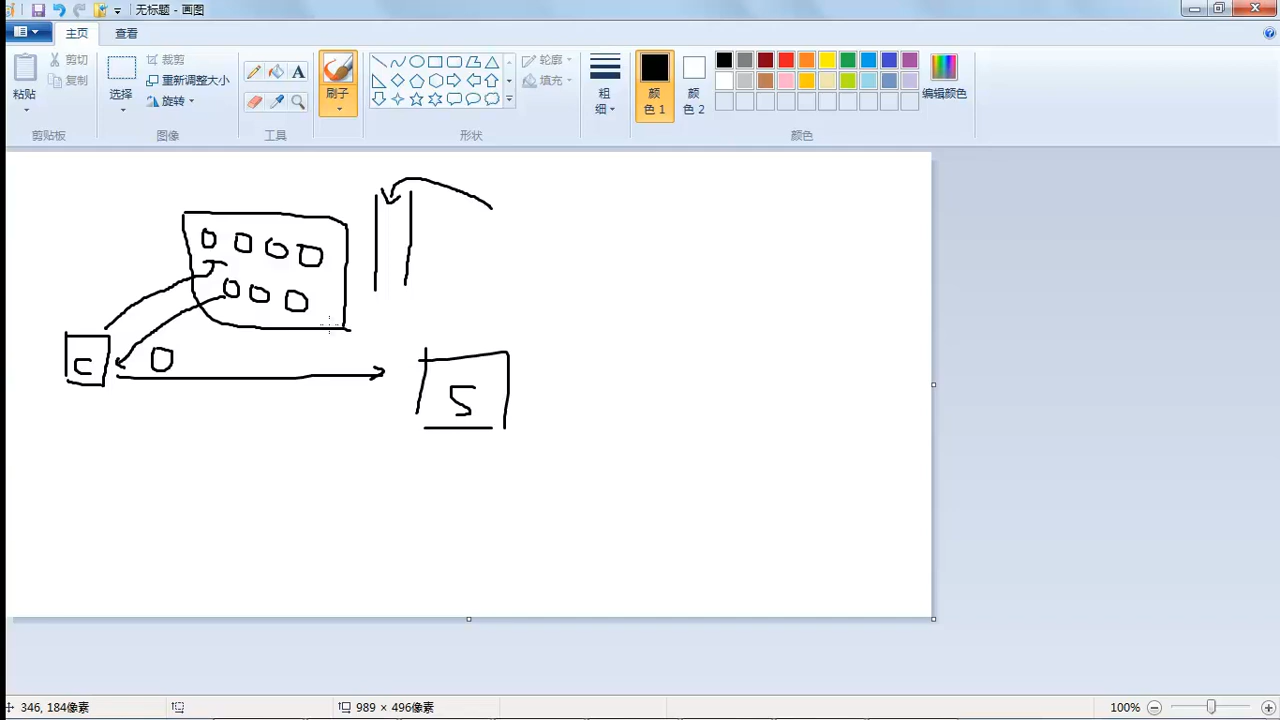 无标题 - 画图
主页 查看
粘贴 剪切 复制 选择 裁剪 重新调整大小 旋转 A 刷子 轮廓 填充 粗细 颜色 1 颜色 2 编辑颜色
剪贴板 图像 工具 形状 颜色
C
S
346, 184像素 989 × 496像素 100%